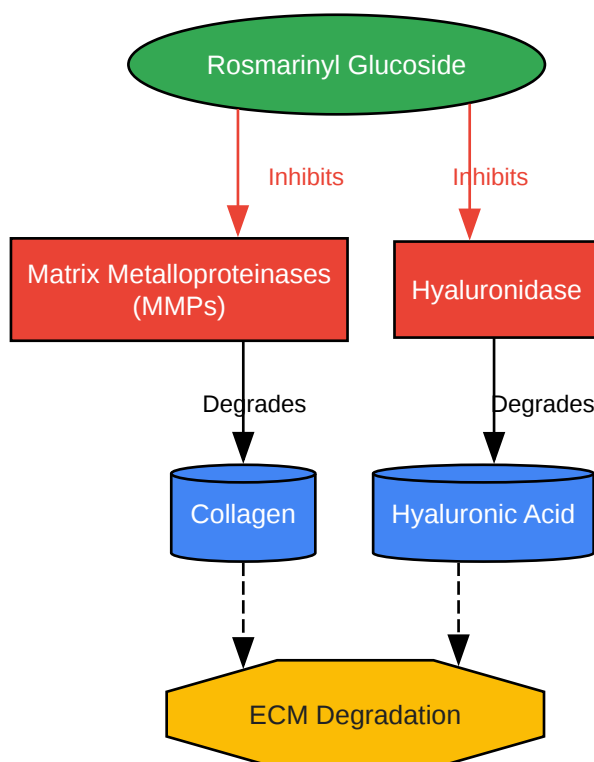 Rosmarinyl Glucoside
Inhibits
Inhibits
Matrix Metalloproteinases
(MMPs)
Hyaluronidase
Degrades
Degrades
Collagen
Hyaluronic Acid
ECM Degradation